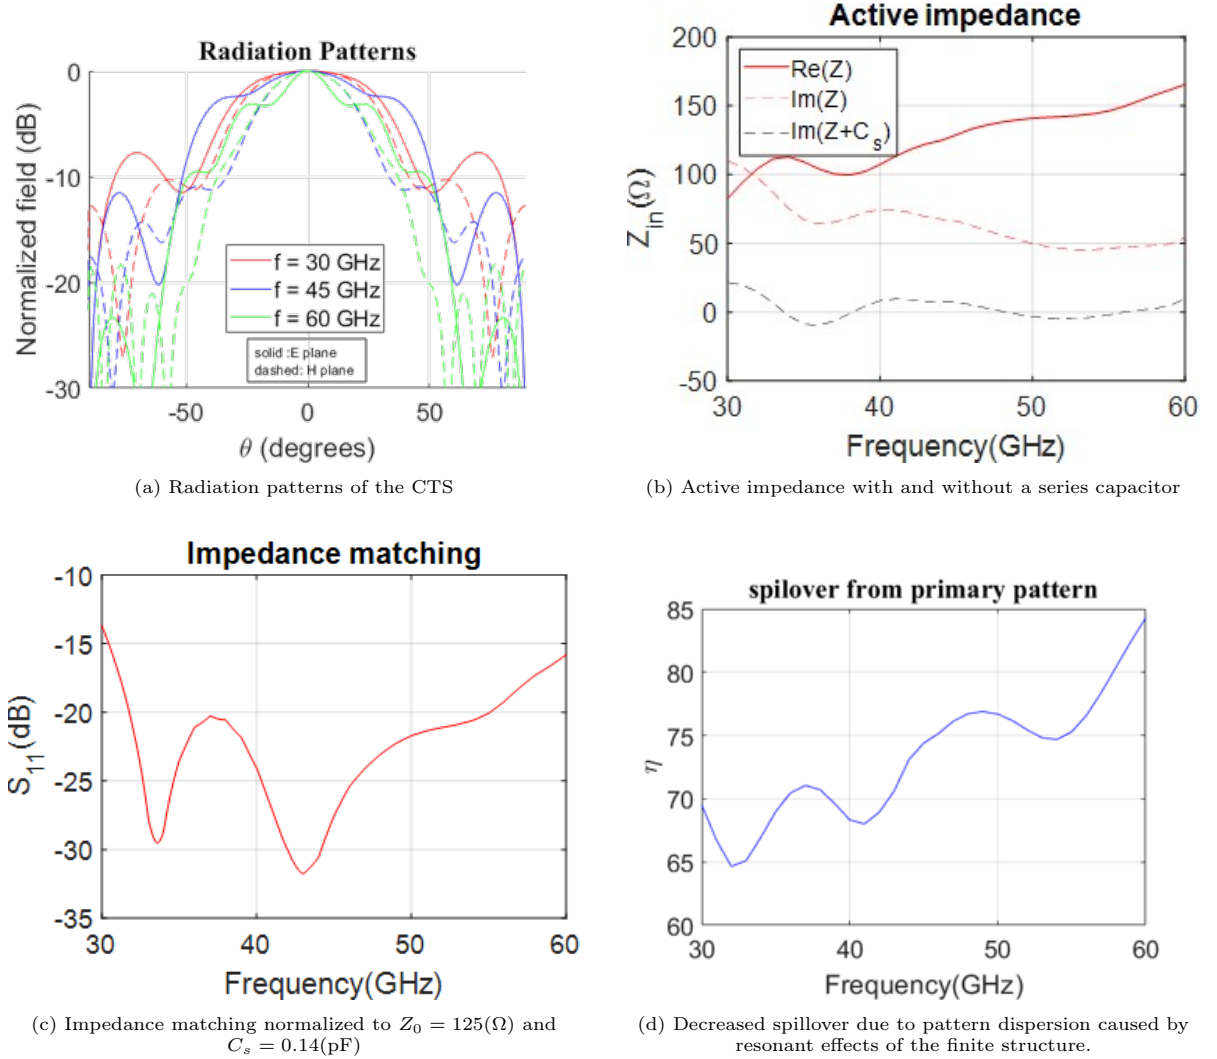 Radiation Patterns
Normalized field (dB)
0
-10
-20
-30
-50
0
50
θ (degrees)
f = 30 GHz
f = 45 GHz
f = 60 GHz
solid :E plane
dashed: H plane
(a) Radiation patterns of the CTS
Active impedance
Z_in(Ω)
200
150
100
50
0
-50
30
40
50
60
Frequency(GHz)
Re(Z)
Im(Z)
Im(Z+C_s)
(b) Active impedance with and without a series capacitor
Impedance matching
S_11(dB)
-10
-15
-20
-25
-30
-35
30
40
50
60
Frequency(GHz)
(c) Impedance matching normalized to Z_0 = 125(Ω) and
C_s = 0.14(pF)
spilover from primary pattern
η
85
80
75
70
65
60
30
40
50
60
Frequency(GHz)
(d) Decreased spillover due to pattern dispersion caused by
resonant effects of the finite structure.